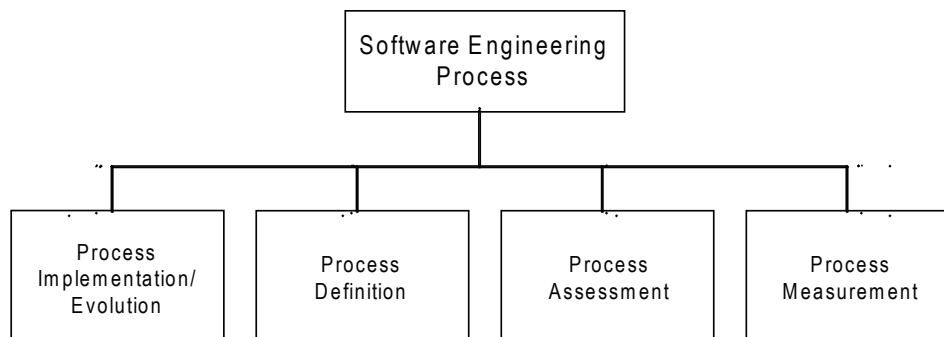 Software Engineering
Process
Process
Implementation/
Evolution
Process
Definition
Process
Assessment
Process
Measurement